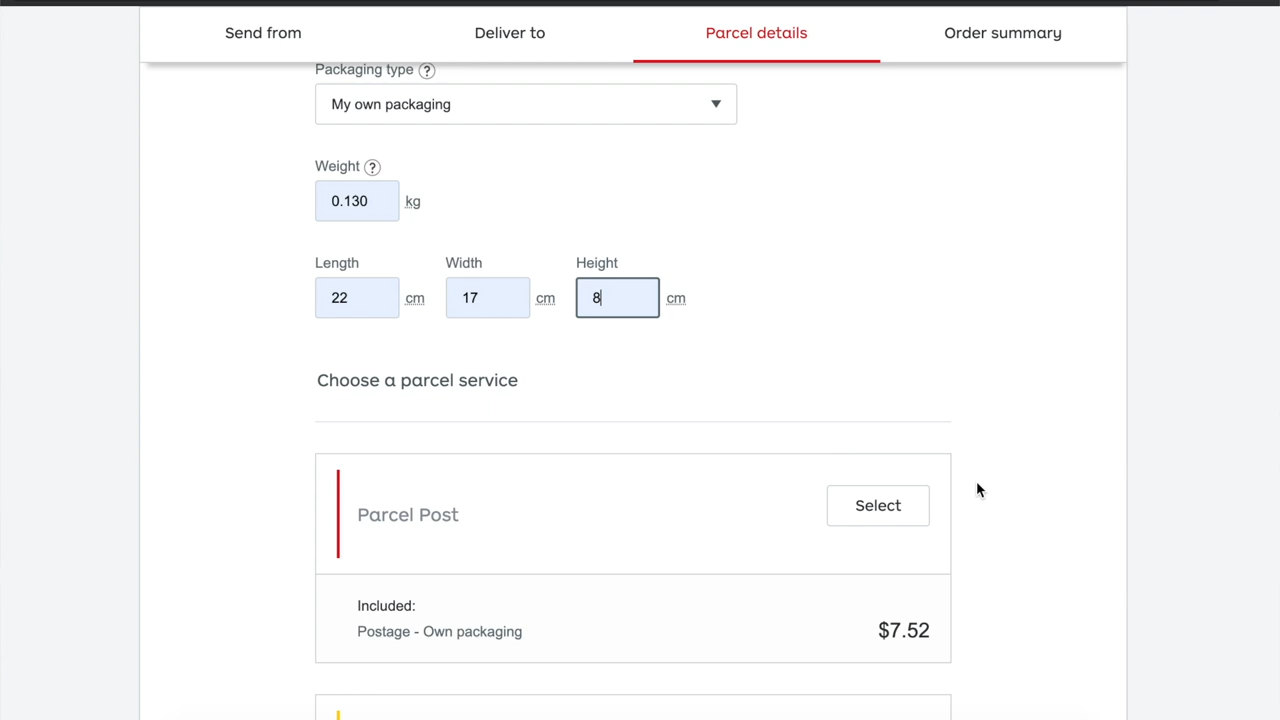 Send from
Deliver to
Parcel details
Order summary
Packaging type ?
My own packaging
Weight ?
0.130 kg
Length Width Height
22 cm 17 cm 8 cm
Choose a parcel service
Parcel Post
Select
Included:
Postage - Own packaging
$7.52